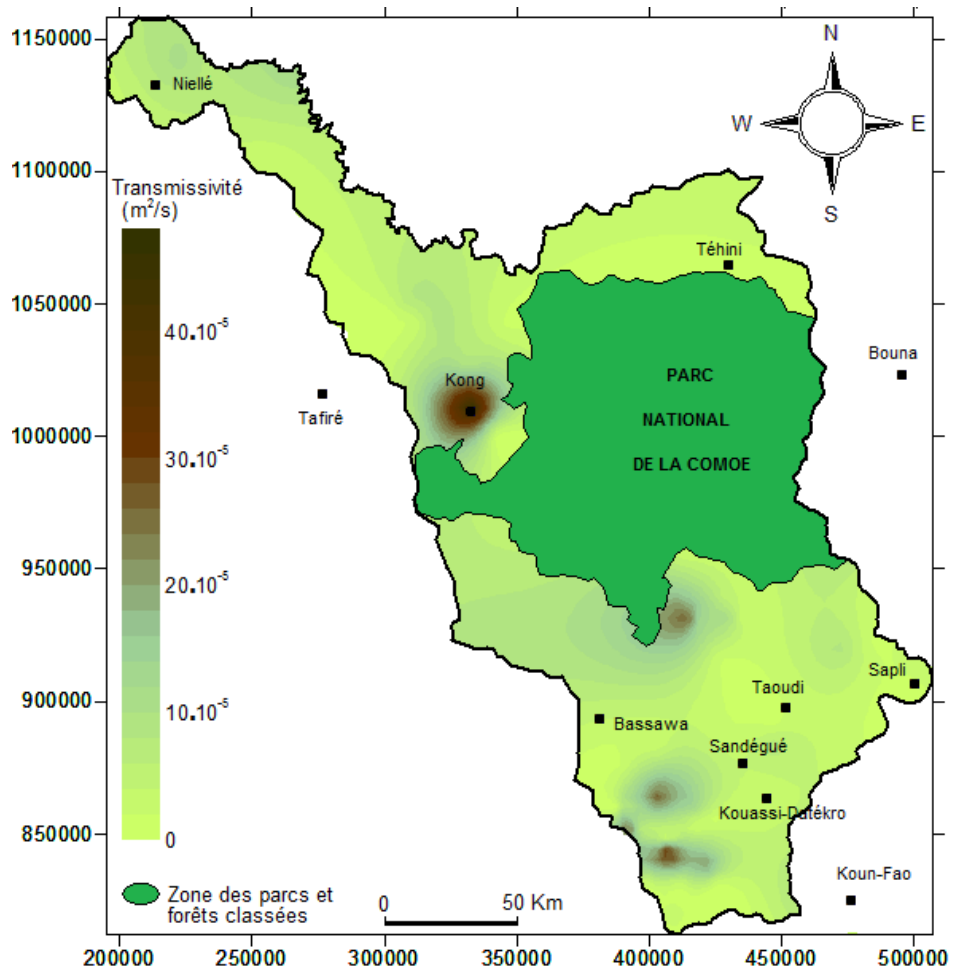 N
W
E
S
1150000
1100000
1050000
1000000
950000
900000
850000
Niellé
Transmissivité
(m²/s)
40.10⁻⁵
30.10⁻⁵
20.10⁻⁵
10.10⁻⁵
0
Téhini
Bouna
Kong
Tafiré
PARC
NATIONAL
DE LA COMOE
Sapli
Taoudi
Bassawa
Sandégué
Kouassi-Datékro
Koun-Fao
Zone des parcs et
forêts classées
0 50 Km
200000 250000 300000 350000 400000 450000 500000